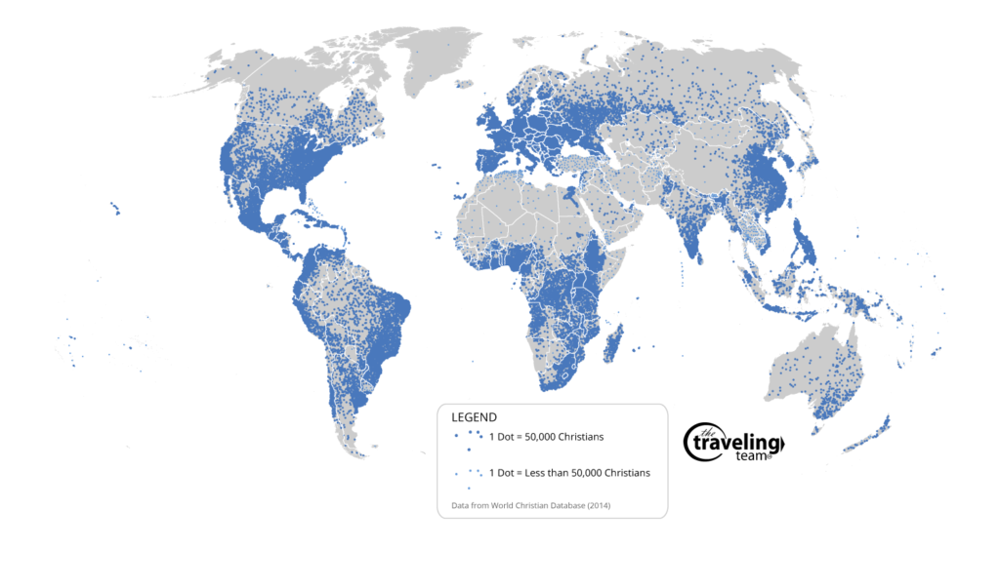 LEGEND
1 Dot = 50,000 Christians
1 Dot = Less than 50,000 Christians
Data from World Christian Database (2014)
the
traveling
team